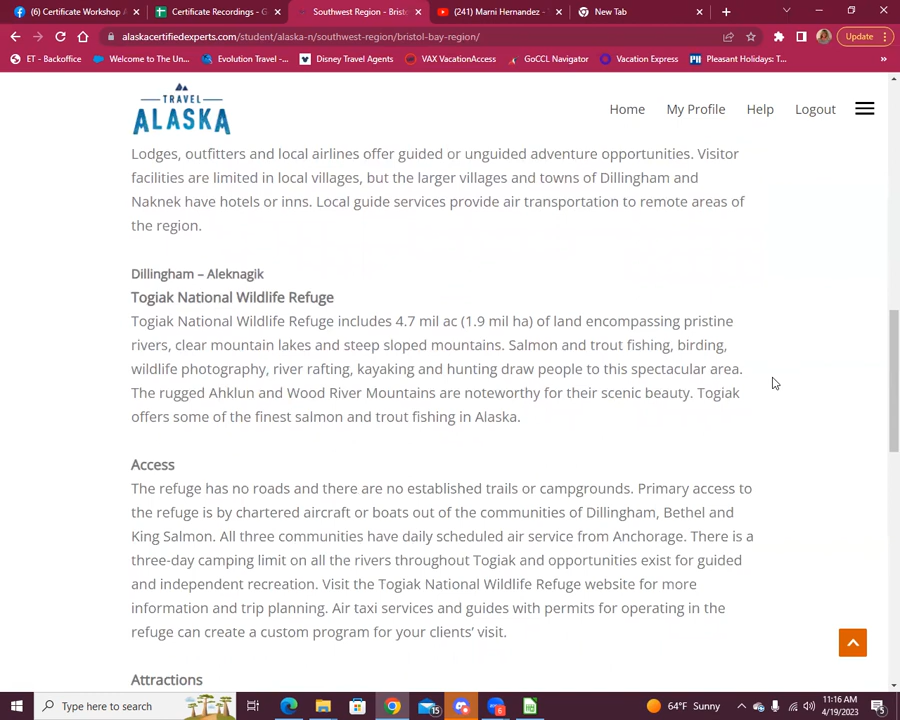 (6) Certificate Workshop A
Certificate Recordings - G
Southwest Region - Bristo
(241) Marni Hernandez -
New Tab
alaskacertifiedexperts.com/student/alaska-n/southwest-region/bristol-bay-region/
Update
ET - Backoffice
Welcome to The Un...
Evolution Travel -...
Disney Travel Agents
VAX VacationAccess
GoCCL Navigator
Vacation Express
Pleasant Holidays: T...
TRAVEL
ALASKA
Home
My Profile
Help
Logout
Lodges, outfitters and local airlines offer guided or unguided adventure opportunities. Visitor
facilities are limited in local villages, but the larger villages and towns of Dillingham and
Naknek have hotels or inns. Local guide services provide air transportation to remote areas of
the region.
Dillingham – Aleknagik
Togiak National Wildlife Refuge
Togiak National Wildlife Refuge includes 4.7 mil ac (1.9 mil ha) of land encompassing pristine
rivers, clear mountain lakes and steep sloped mountains. Salmon and trout fishing, birding,
wildlife photography, river rafting, kayaking and hunting draw people to this spectacular area.
The rugged Ahklun and Wood River Mountains are noteworthy for their scenic beauty. Togiak
offers some of the finest salmon and trout fishing in Alaska.
Access
The refuge has no roads and there are no established trails or campgrounds. Primary access to
the refuge is by chartered aircraft or boats out of the communities of Dillingham, Bethel and
King Salmon. All three communities have daily scheduled air service from Anchorage. There is a
three-day camping limit on all the rivers throughout Togiak and opportunities exist for guided
and independent recreation. Visit the Togiak National Wildlife Refuge website for more
information and trip planning. Air taxi services and guides with permits for operating in the
refuge can create a custom program for your clients’ visit.
Attractions
Type here to search
15
64°F Sunny
11:16 AM
4/19/2023
5